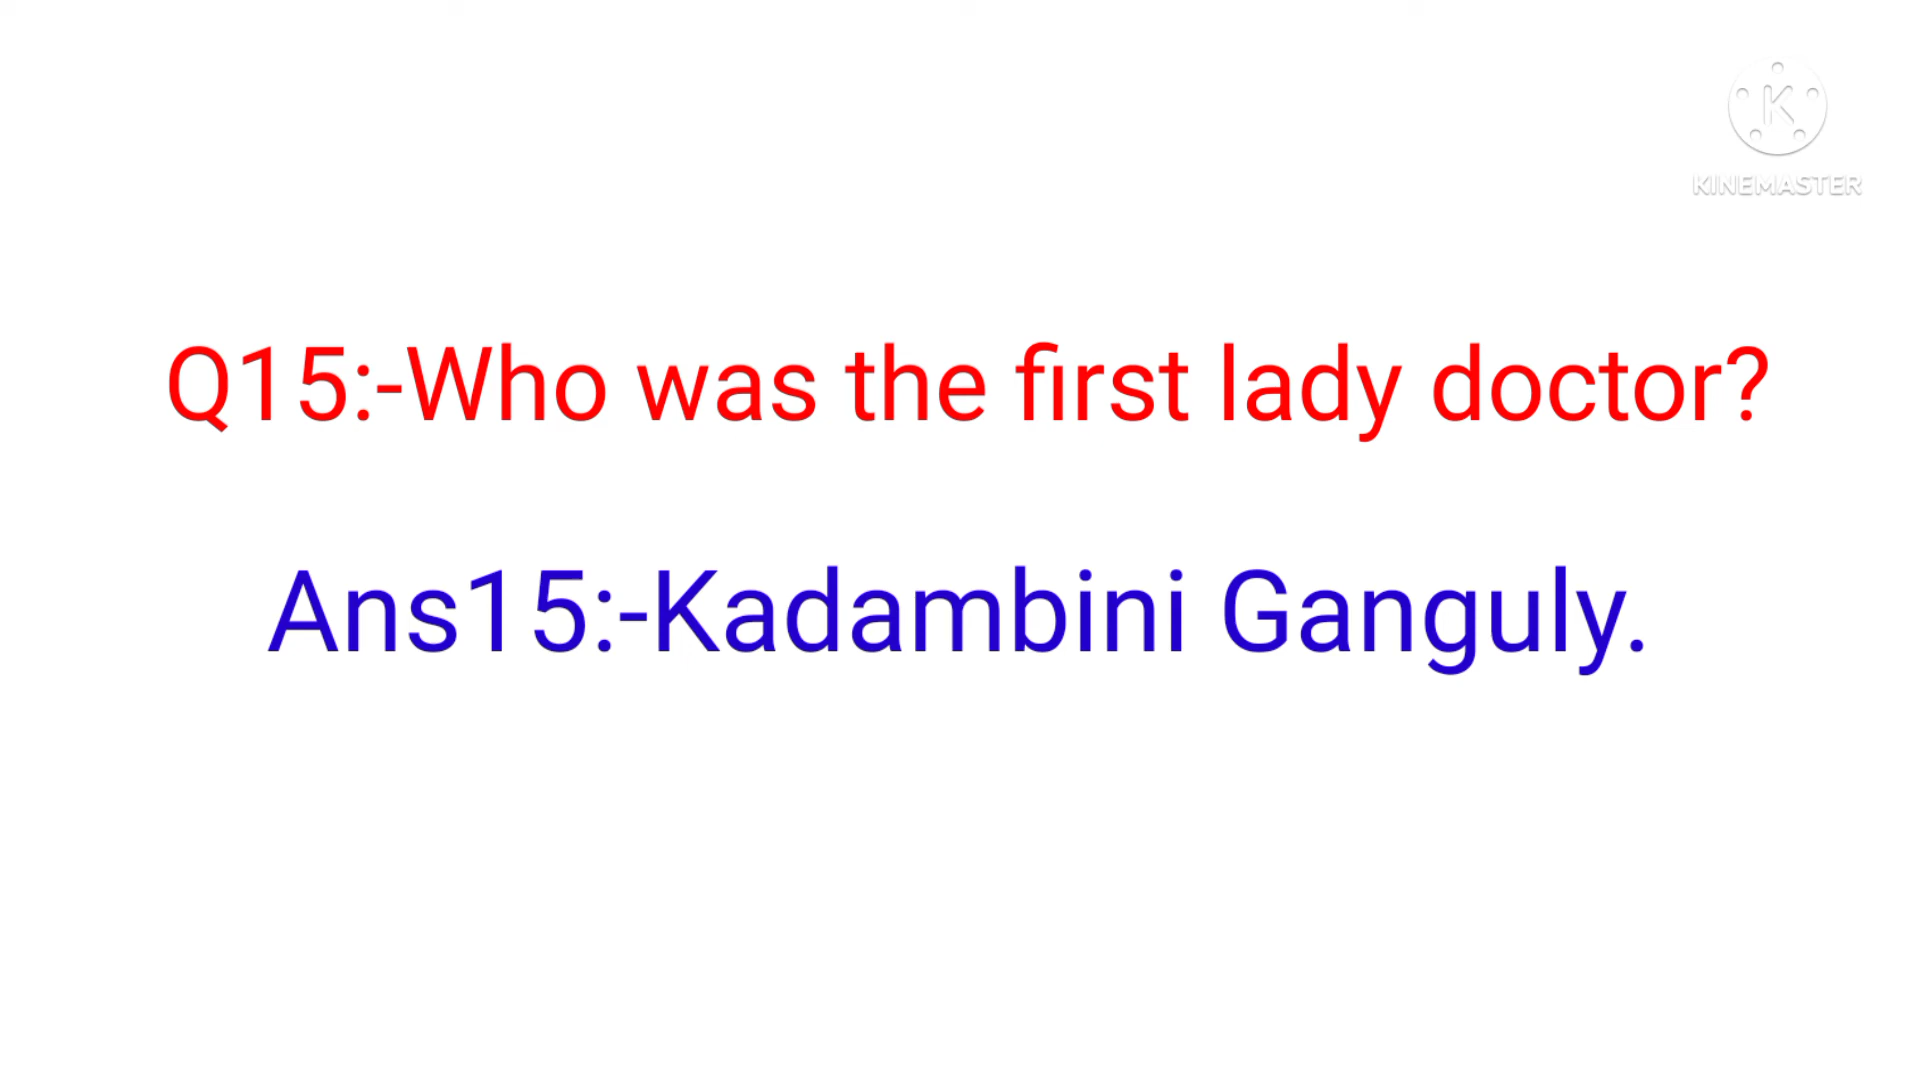 K
KINEMASTER
Q15:-Who was the first lady doctor?
Ans15:-Kadambini Ganguly.